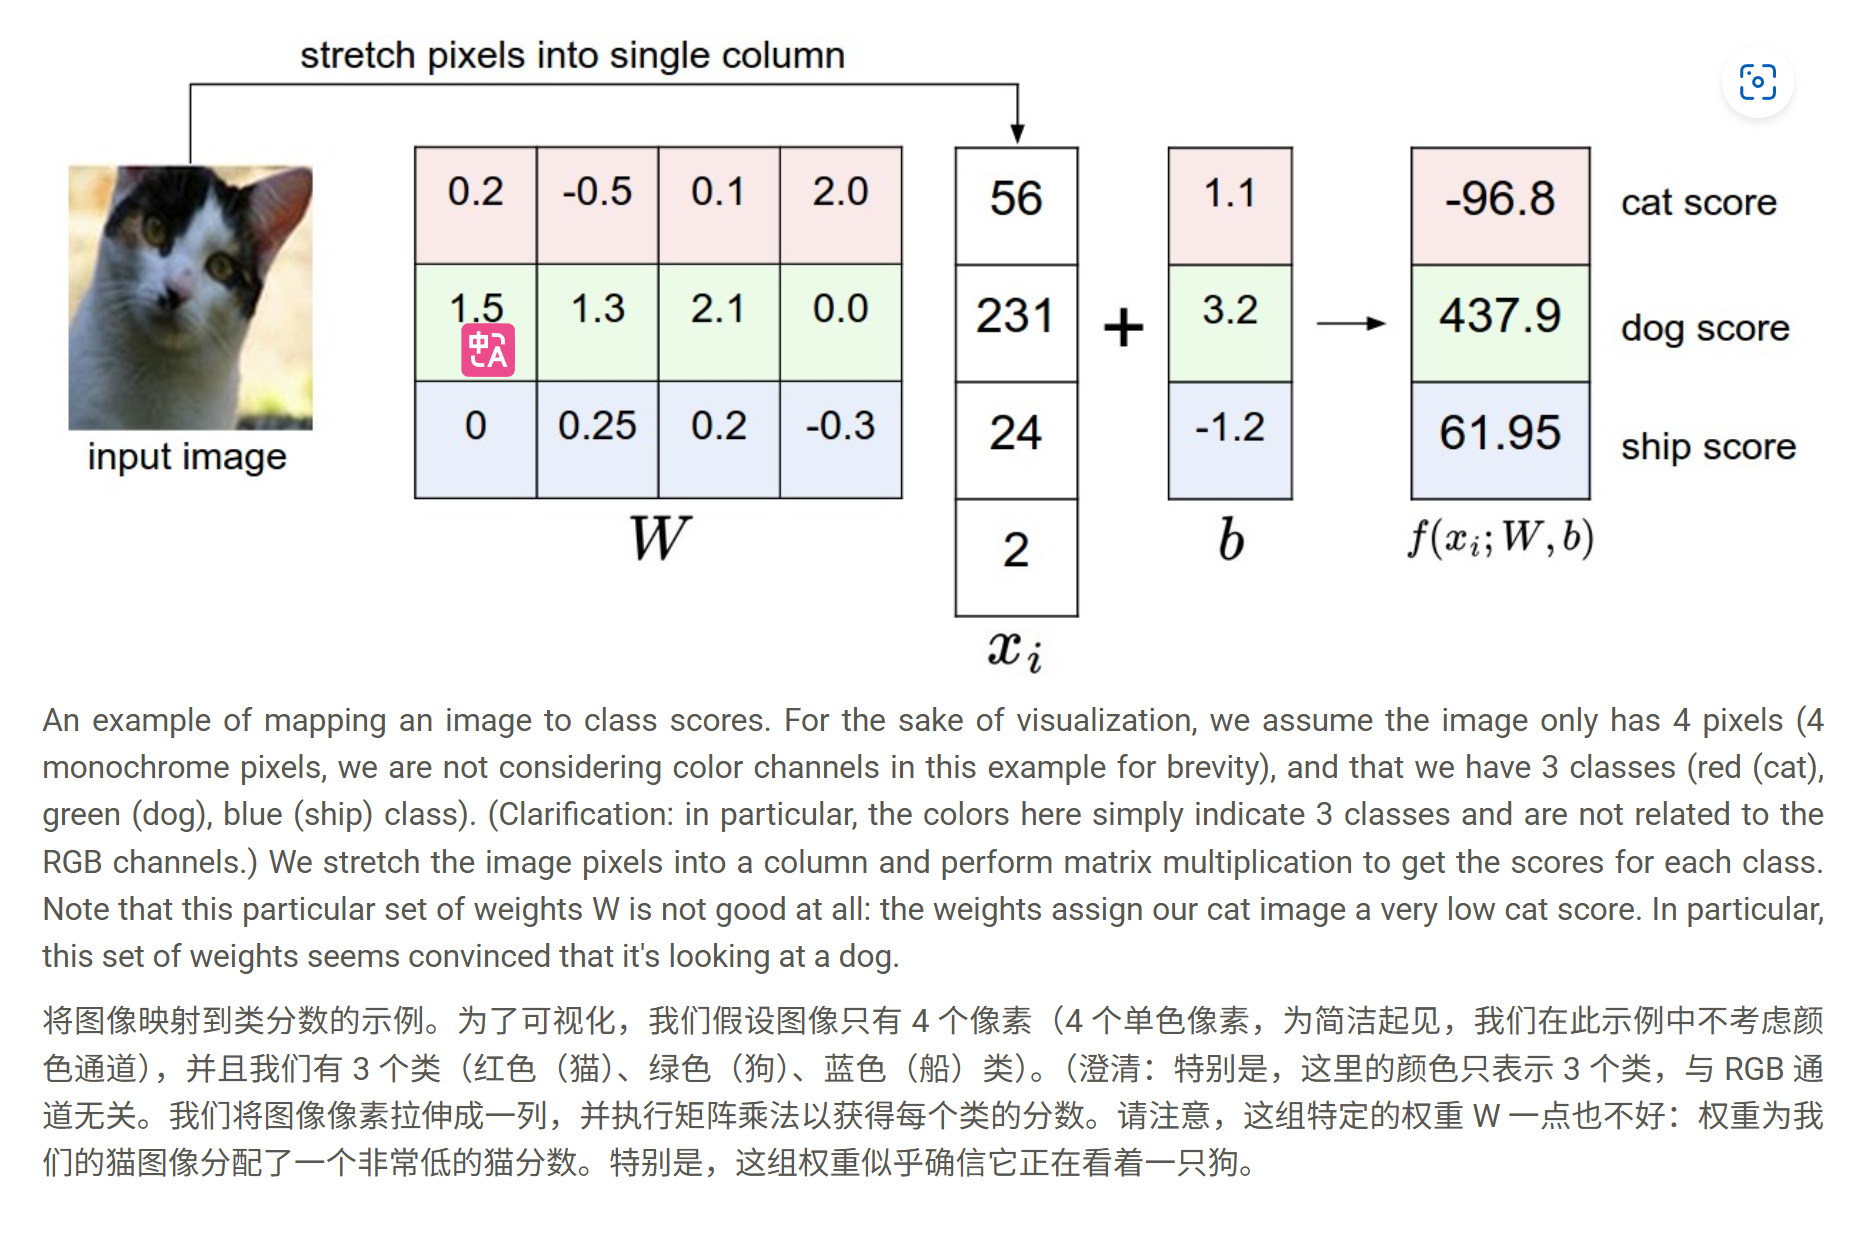 stretch pixels into single column
0.2 -0.5 0.1 2.0 56 1.1 -96.8 cat score
1.5 1.3 2.1 0.0 231 + 3.2 437.9 dog score
中A
0 0.25 0.2 -0.3 24 -1.2 61.95 ship score
input image
W b f(xᵢ; W, b)
2
xᵢ
An example of mapping an image to class scores. For the sake of visualization, we assume the image only has 4 pixels (4
monochrome pixels, we are not considering color channels in this example for brevity), and that we have 3 classes (red (cat),
green (dog), blue (ship) class). (Clarification: in particular, the colors here simply indicate 3 classes and are not related to the
RGB channels.) We stretch the image pixels into a column and perform matrix multiplication to get the scores for each class.
Note that this particular set of weights W is not good at all: the weights assign our cat image a very low cat score. In particular,
this set of weights seems convinced that it's looking at a dog.
将图像映射到类分数的示例。为了可视化，我们假设图像只有 4 个像素（4 个单色像素，为简洁起见，我们在此示例中不考虑颜
色通道），并且我们有 3 个类（红色（猫）、绿色（狗）、蓝色（船）类）。（澄清：特别是，这里的颜色只表示 3 个类，与 RGB 通
道无关。我们将图像像素拉伸成一列，并执行矩阵乘法以获得每个类的分数。请注意，这组特定的权重 W 一点也不好：权重为我
们的猫图像分配了一个非常低的猫分数。特别是，这组权重似乎确信它正在看着一只狗。